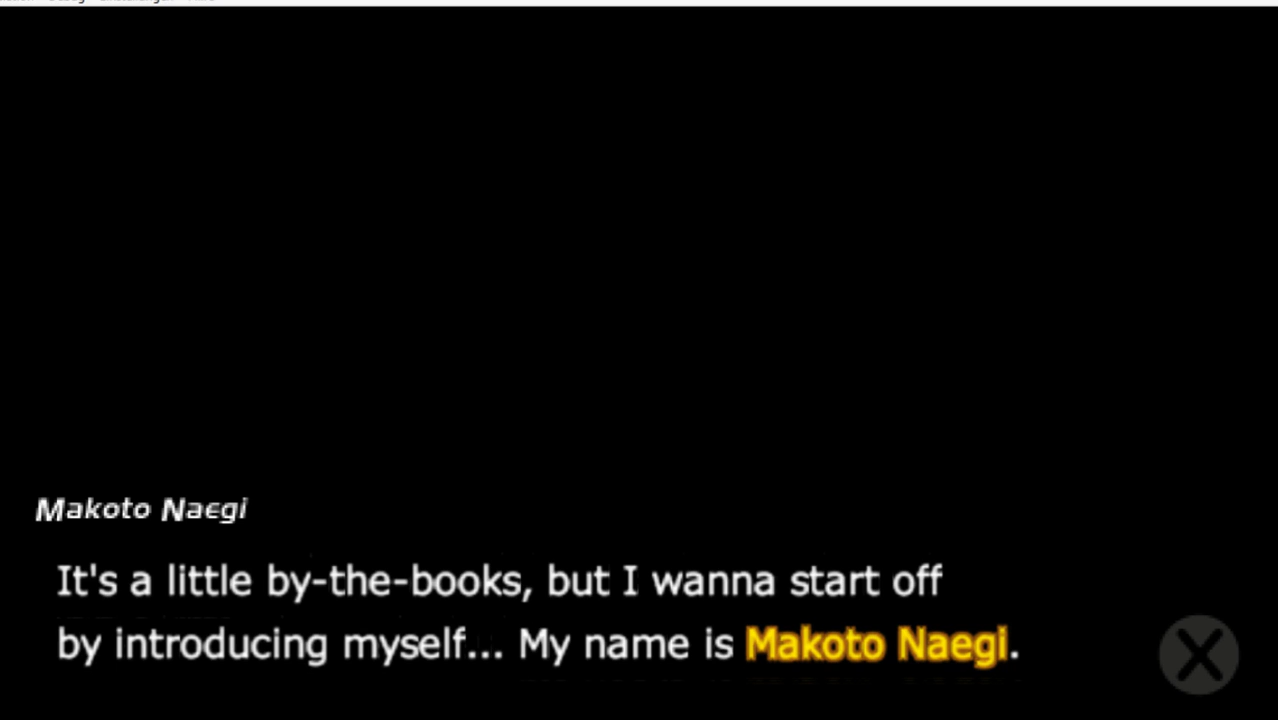 Makoto Naegi
It's a little by-the-books, but I wanna start off
by introducing myself... My name is Makoto Naegi.